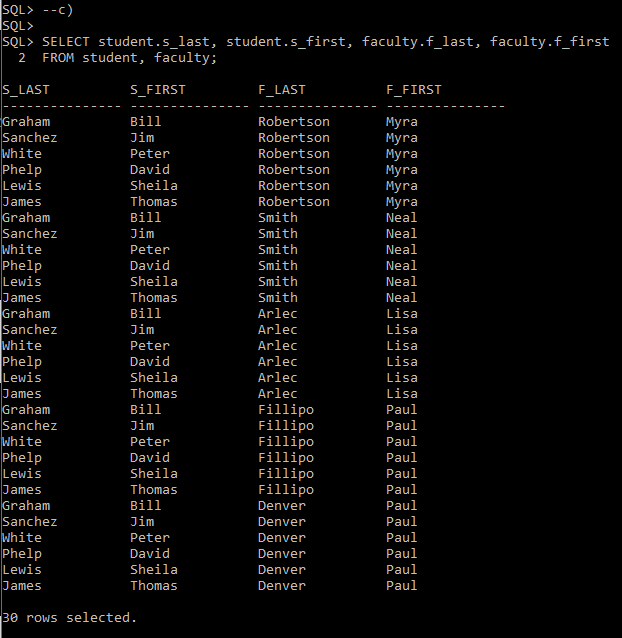 SQL> --c)
SQL>
SQL> SELECT student.s_last, student.s_first, faculty.f_last, faculty.f_first
  2  FROM student, faculty;

S_LAST          S_FIRST         F_LAST          F_FIRST
--------------- --------------- --------------- ---------------
Graham          Bill            Robertson       Myra
Sanchez         Jim             Robertson       Myra
White           Peter           Robertson       Myra
Phelp           David           Robertson       Myra
Lewis           Sheila          Robertson       Myra
James           Thomas          Robertson       Myra
Graham          Bill            Smith           Neal
Sanchez         Jim             Smith           Neal
White           Peter           Smith           Neal
Phelp           David           Smith           Neal
Lewis           Sheila          Smith           Neal
James           Thomas          Smith           Neal
Graham          Bill            Arlec           Lisa
Sanchez         Jim             Arlec           Lisa
White           Peter           Arlec           Lisa
Phelp           David           Arlec           Lisa
Lewis           Sheila          Arlec           Lisa
James           Thomas          Arlec           Lisa
Graham          Bill            Fillipo         Paul
Sanchez         Jim             Fillipo         Paul
White           Peter           Fillipo         Paul
Phelp           David           Fillipo         Paul
Lewis           Sheila          Fillipo         Paul
James           Thomas          Fillipo         Paul
Graham          Bill            Denver          Paul
Sanchez         Jim             Denver          Paul
White           Peter           Denver          Paul
Phelp           David           Denver          Paul
Lewis           Sheila          Denver          Paul
James           Thomas          Denver          Paul

30 rows selected.